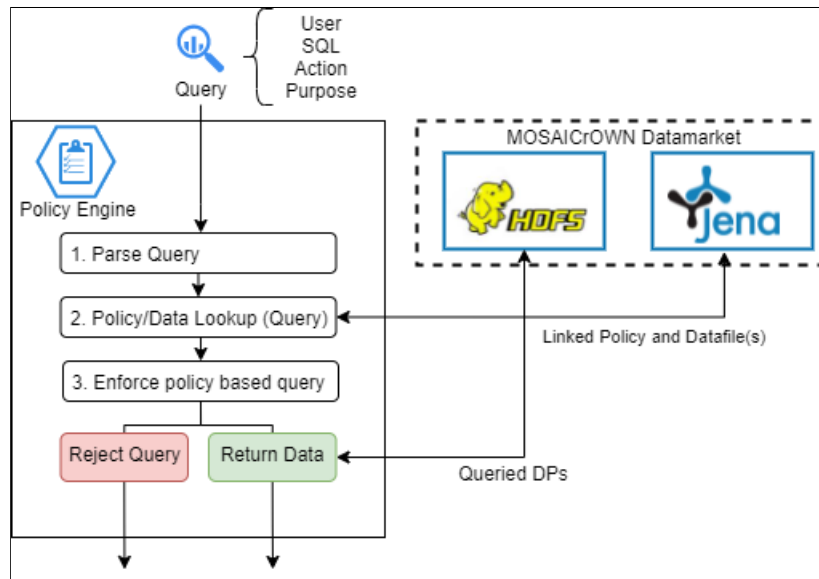 User
SQL
Action
Purpose
Query
Policy Engine
MOSAICrOWN Datamarket
HDFS
Jena
1. Parse Query
2. Policy/Data Lookup (Query)
Linked Policy and Datafile(s)
3. Enforce policy based query
Reject Query
Return Data
Queried DPs